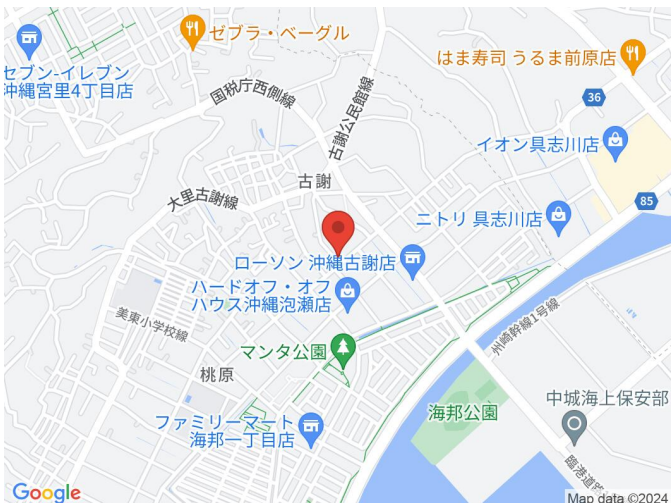 ゼブラ・ベーグル
セブン-イレブン
沖縄宮里4丁目店
はま寿司 うるま前原店
国税庁西側線
古謝公民館線
36
イオン具志川店
古謝
大里古謝線
85
ニトリ 具志川店
ローソン 沖縄古謝店
ハードオフ・オフ
ハウス沖縄泡瀬店
美東小学校線
州崎幹線1号線
マンタ公園
桃原
中城海上保安部
海邦公園
ファミリーマート
海邦一丁目店
臨港道路
Google
Map data ©2024